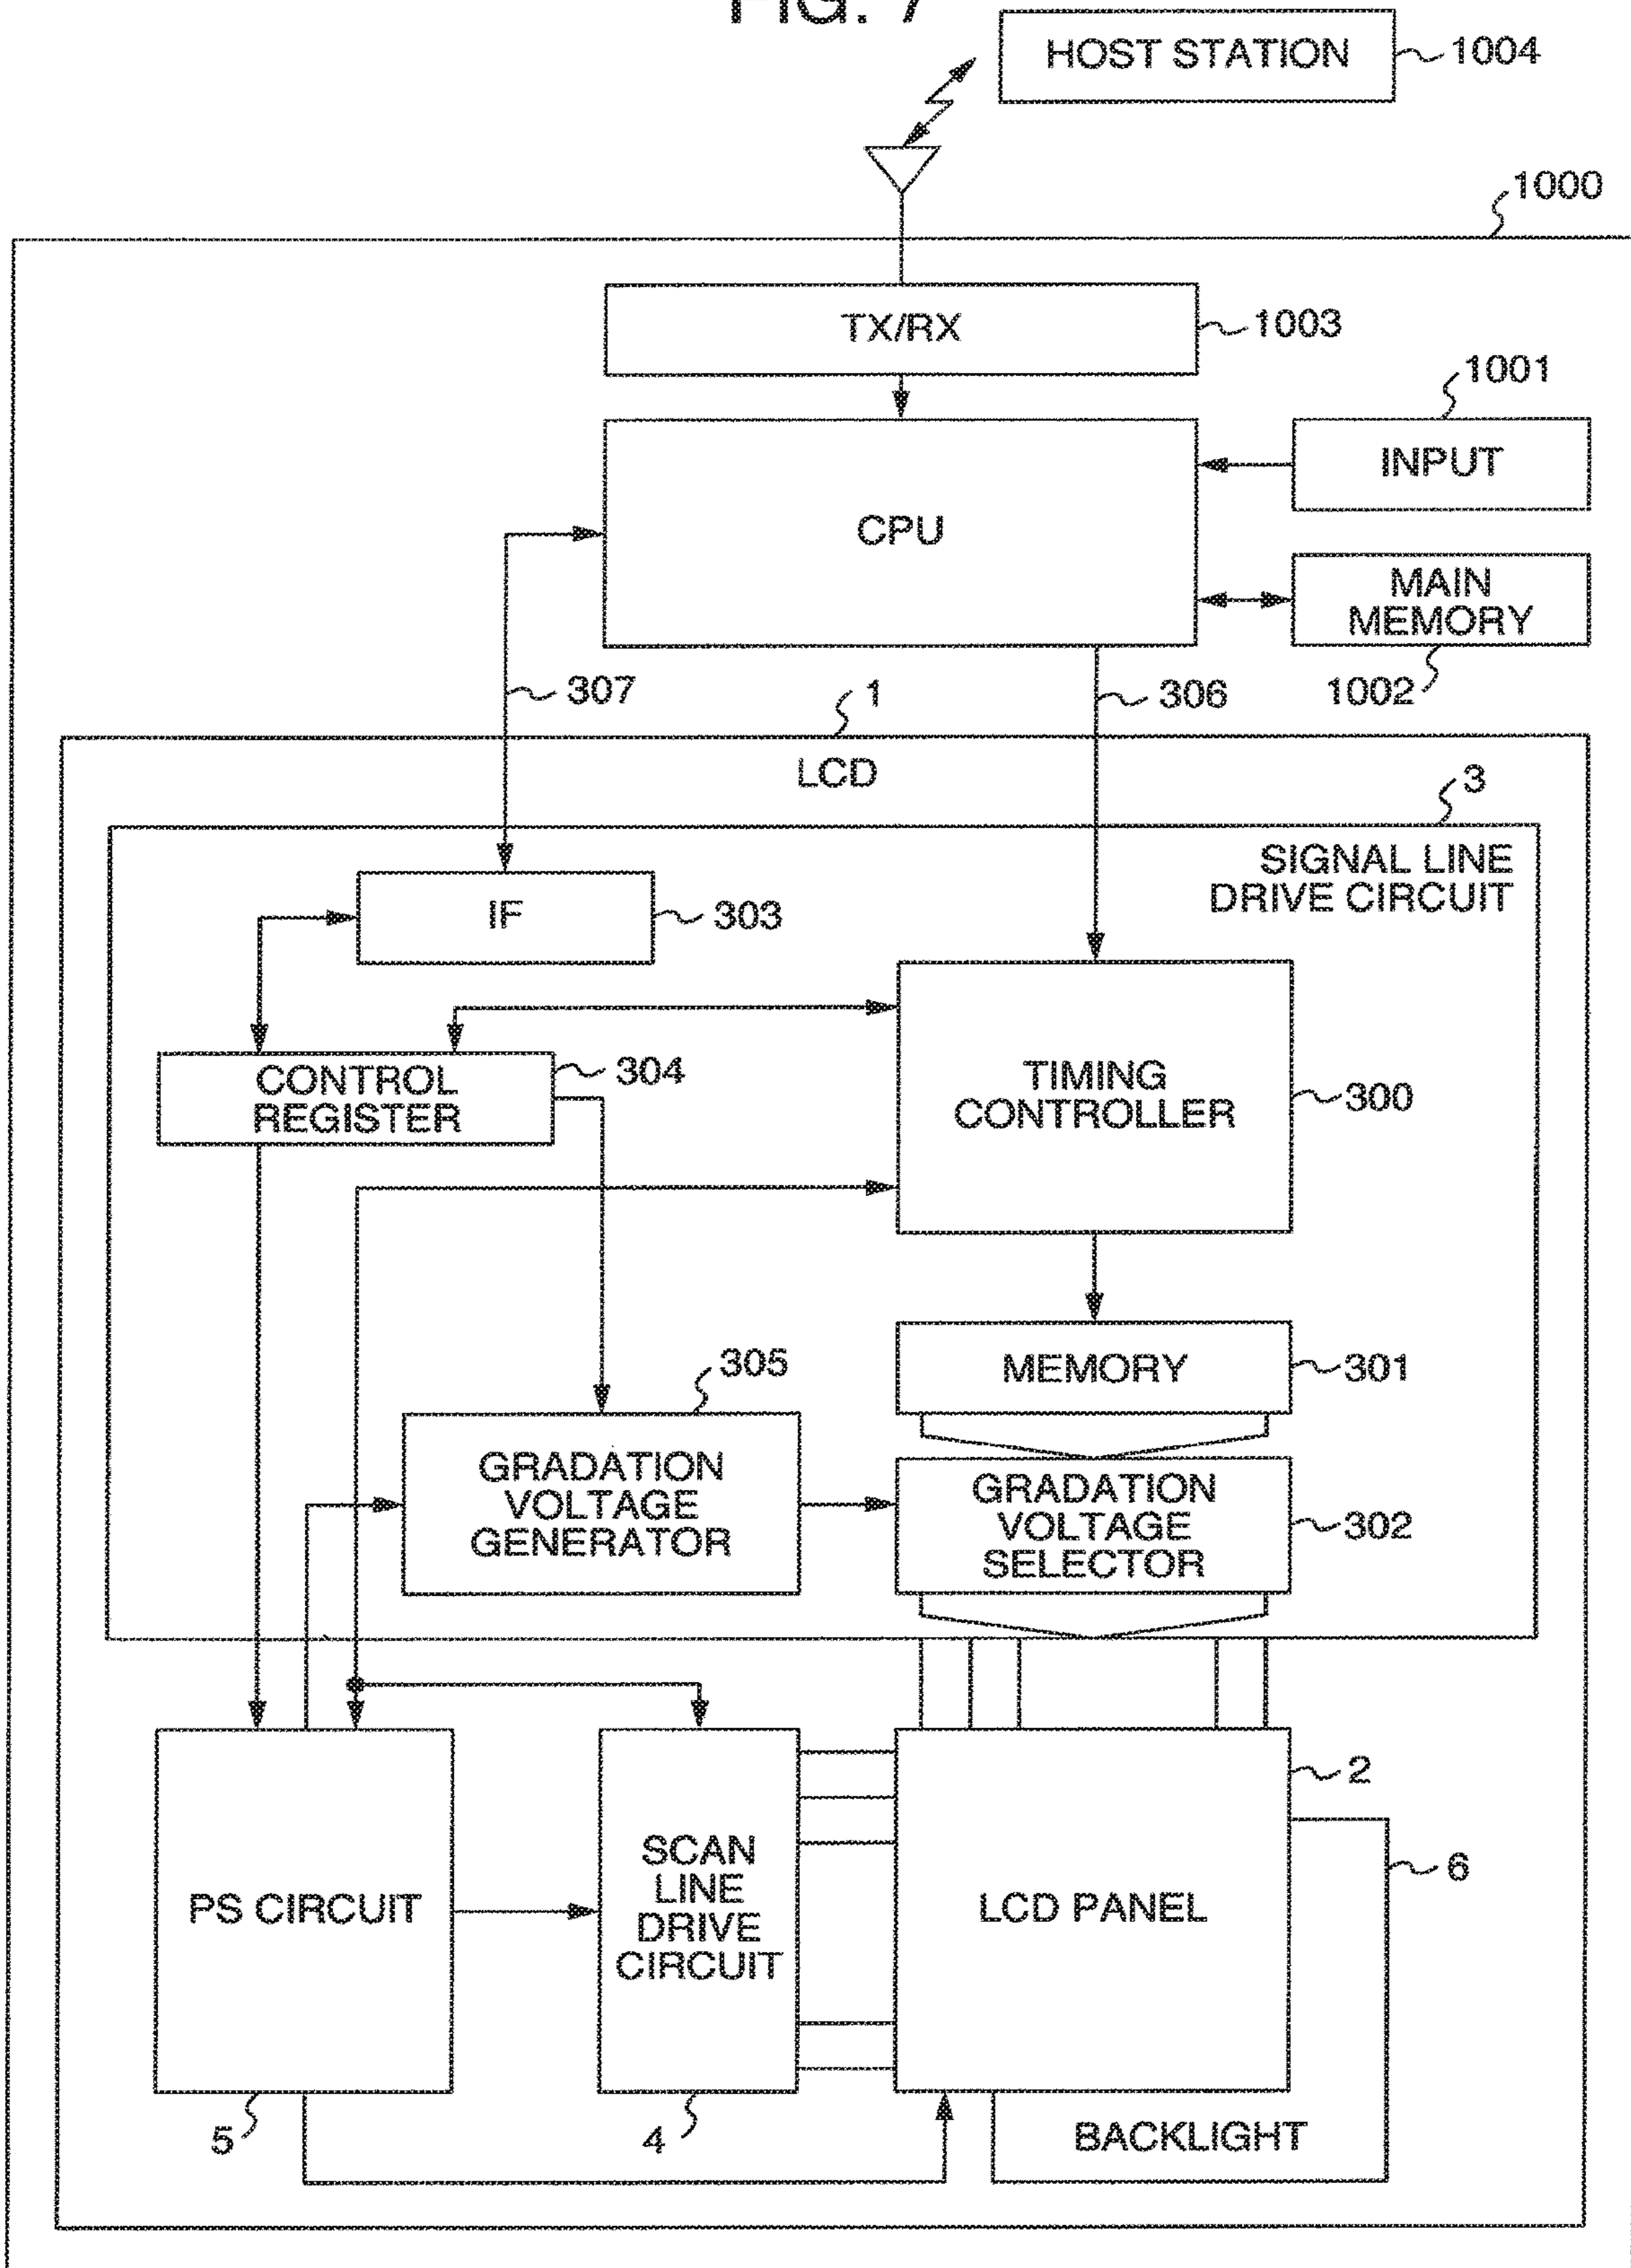 FIG. 7
HOST STATION
1004
1000
TX/RX
1003
1001
INPUT
CPU
MAIN
MEMORY
1002
307
306
1
LCD
3
SIGNAL LINE
DRIVE CIRCUIT
IF
303
CONTROL
REGISTER
304
TIMING
CONTROLLER
300
MEMORY
301
305
GRADATION
VOLTAGE
GENERATOR
GRADATION
VOLTAGE
SELECTOR
302
PS CIRCUIT
SCAN
LINE
DRIVE
CIRCUIT
LCD PANEL
2
6
5
4
BACKLIGHT